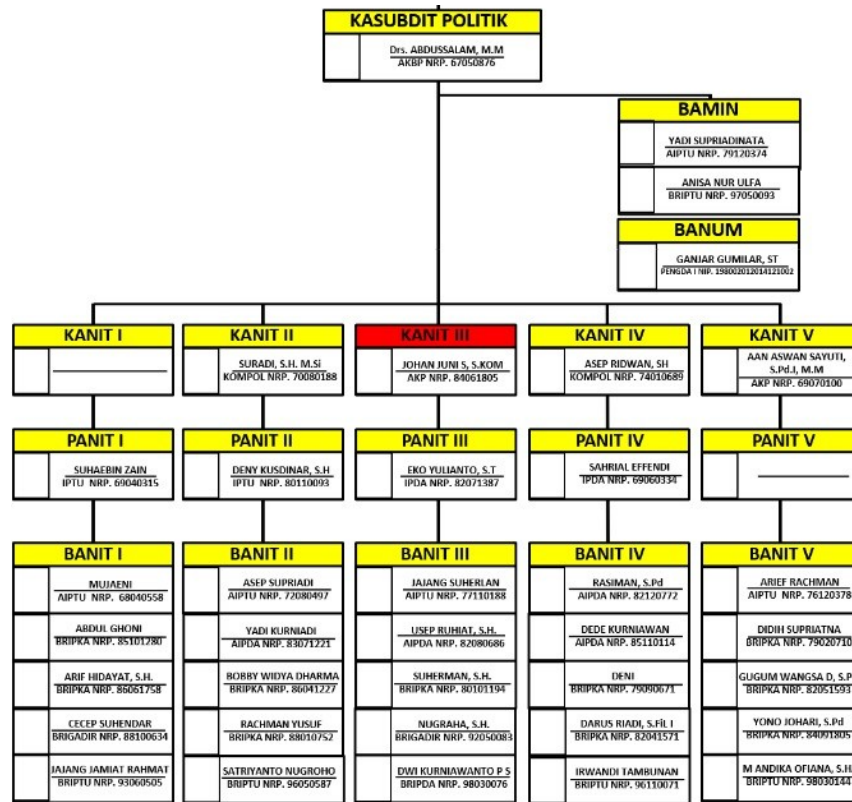 KASUBDIT POLITIK
Drs. ABDUSSALAM, M.M
AKBP NRP. 67050876
BAMIN
YADI SUPRIADINATA
AIPTU NRP. 79120374
ANISA NUR ULFA
BRIPTU NRP. 97050093
BANUM
GANJAR GUMILAR, ST
PENGDA I NIP. 198002012014121002
KANIT I
KANIT II
SURADI, S.H. M.Si
KOMPOL NRP. 70080188
KANIT III
JOHAN JUNI S, S.KOM
AKP NRP. 84061805
KANIT IV
ASEP RIDWAN, SH
KOMPOL NRP. 74010689
KANIT V
AAN ASWAN SAYUTI,
S.Pd.I, M.M
AKP NRP. 69070100
PANIT I
SUHAEBIN ZAIN
IPTU NRP. 69040315
PANIT II
DENY KUSDINAR, S.H
IPTU NRP. 80110093
PANIT III
EKO YULIANTO, S.T
IPDA NRP. 82071387
PANIT IV
SAHRIAL EFFENDI
IPDA NRP. 69060334
PANIT V
BANIT I
MUJAENI
AIPTU NRP. 68040558
ABDUL GHONI
BRIPKA NRP. 85101280
ARIF HIDAYAT, S.H.
BRIPKA NRP. 86061758
CECEP SUHENDAR
BRIGADIR NRP. 88100634
JAJANG JAMIAT RAHMAT
BRIPTU NRP. 93060505
BANIT II
ASEP SUPRIADI
AIPTU NRP. 72080497
YADI KURNIADI
AIPDA NRP. 83071221
BOBBY WIDYA DHARMA
BRIPKA NRP. 86041227
RACHMAN YUSUF
BRIPKA NRP. 88010752
SATRIYANTO NUGROHO
BRIPTU NRP. 96050587
BANIT III
JAJANG SUHERLAN
AIPTU NRP. 77110188
USEP RUHIAT, S.H.
AIPDA NRP. 82080686
SUHERMAN, S.H.
BRIPKA NRP. 80101194
NUGRAHA, S.H.
BRIGADIR NRP. 92050083
DWI KURNIAWANTO P S
BRIPDA NRP. 98030076
BANIT IV
RASIMAN, S.Pd
AIPDA NRP. 82120772
DEDE KURNIAWAN
AIPDA NRP. 85110114
DENI
BRIPKA NRP. 79090671
DARUS RIADI, S.FiL I
BRIPKA NRP. 82041571
IRWANDI TAMBUNAN
BRIPTU NRP. 96110071
BANIT V
ARIEF RACHMAN
AIPTU NRP. 76120378
DIDIH SUPRIATNA
BRIPKA NRP. 79020710
GUGUM WANGSA D, S.P
BRIPKA NRP. 82051593
YONO JOHARI, S.Pd
BRIPKA NRP. 84091805
M ANDIKA OFIANA, S.H
BRIPTU NRP. 98030144